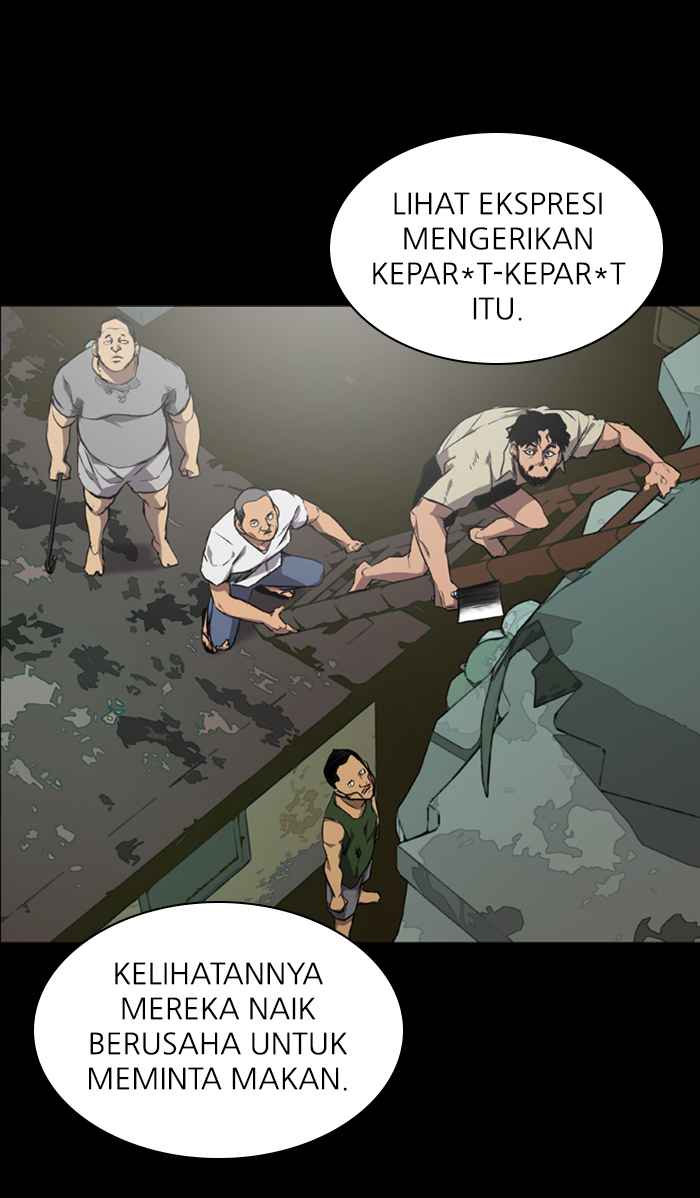 LIHAT EKSPRESI
MENGERIKAN
KEPAR*T-KEPAR*T
ITU.
KELIHATANNYA
MEREKA NAIK
BERUSAHA UNTUK
MEMINTA MAKAN.